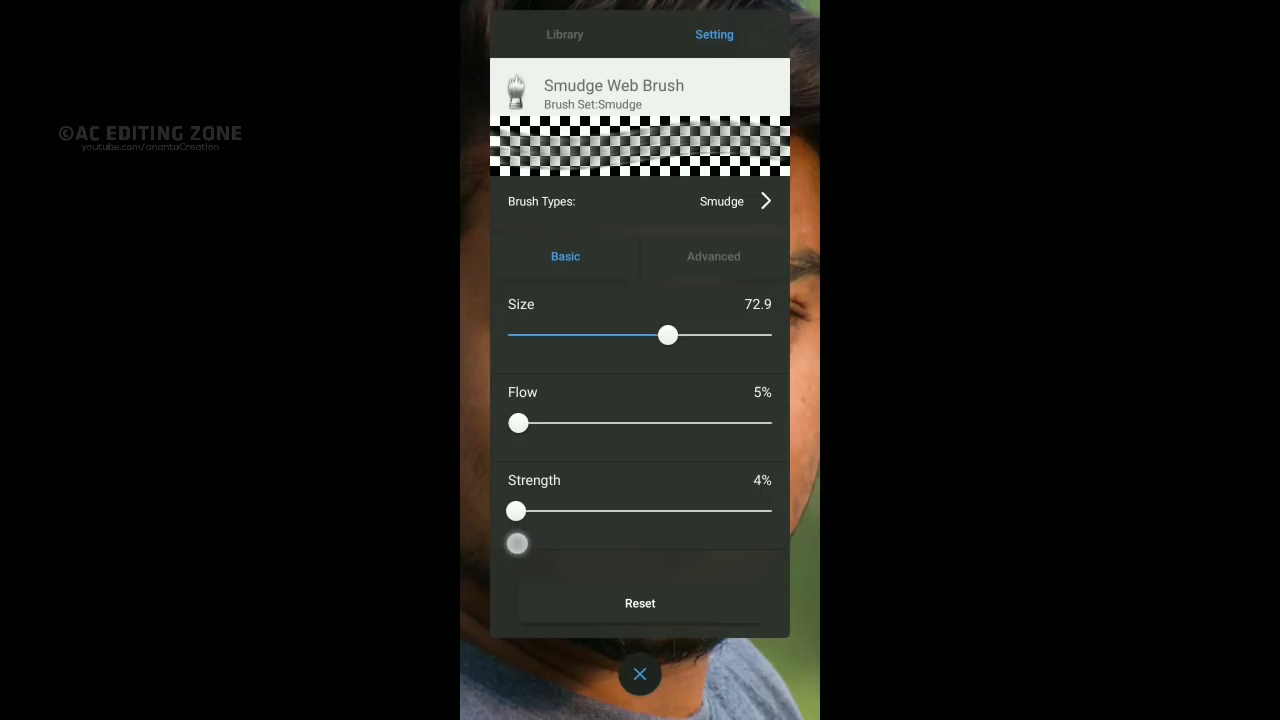 Library Setting
Smudge Web Brush
Brush Set:Smudge
©AC EDITING ZONE
youtube.com/anantaCreation
Brush Types: Smudge
Basic Advanced
Size 72.9
Flow 5%
Strength 4%
Reset